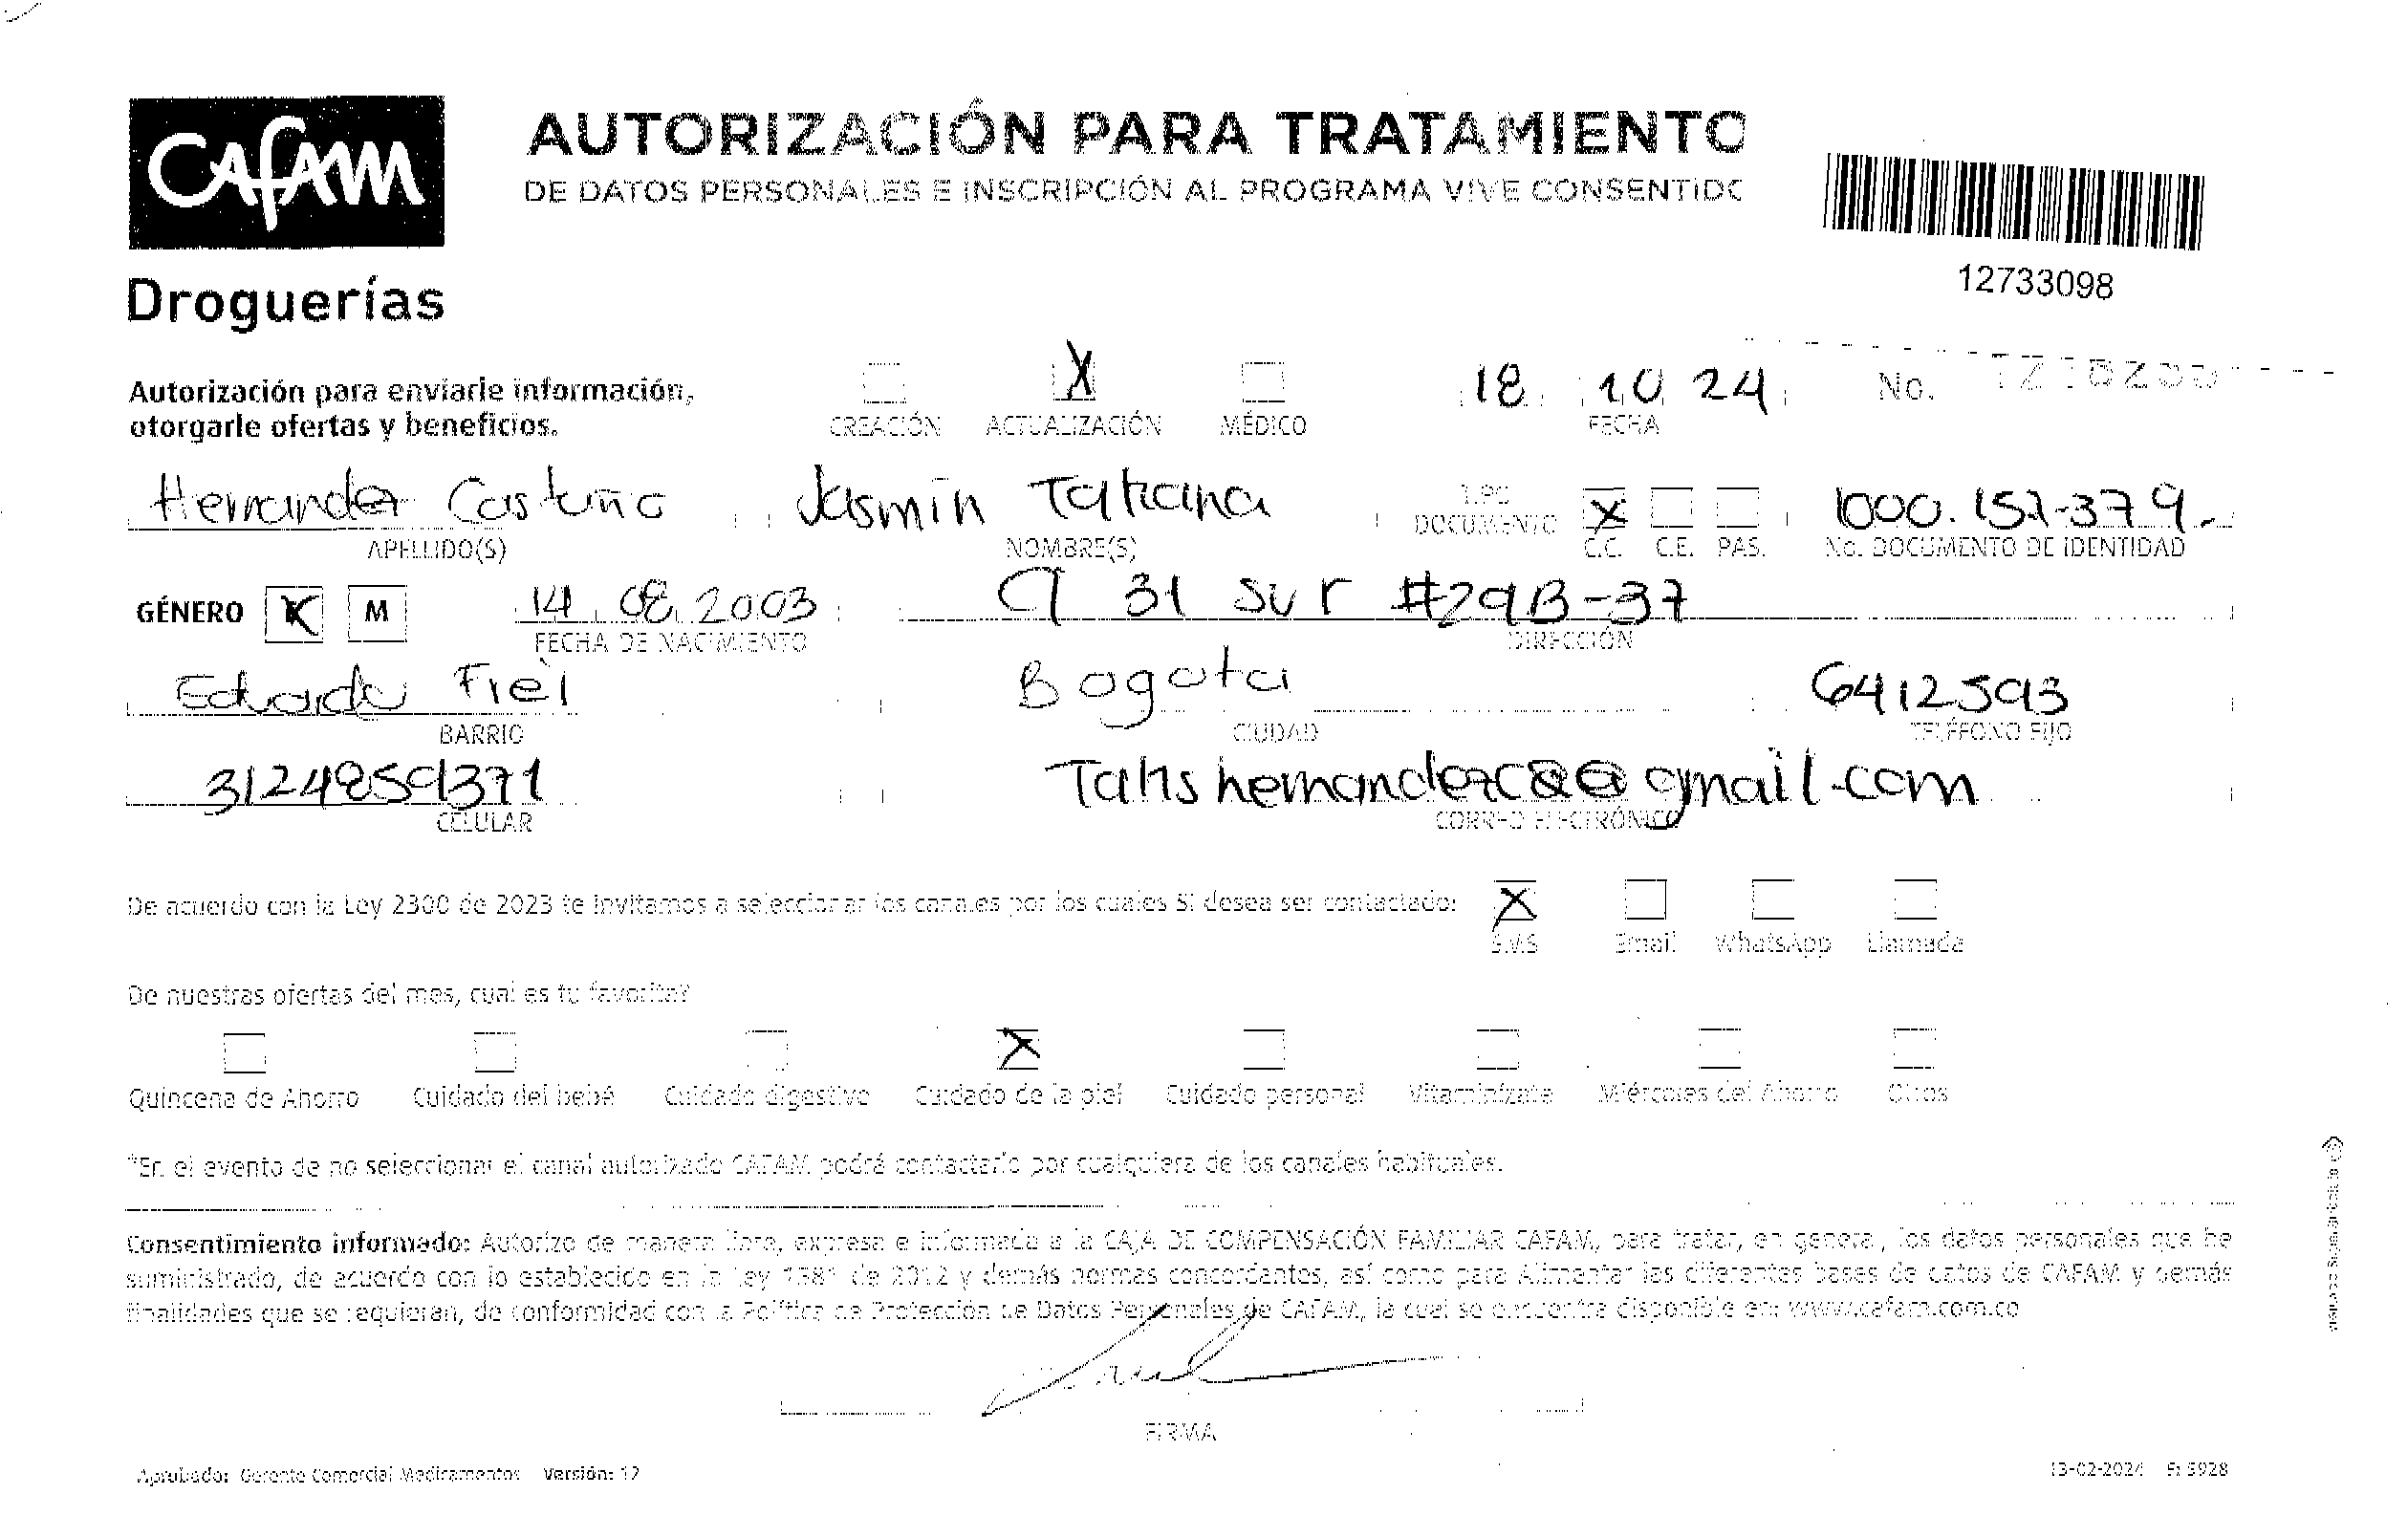 CAFAM
Droguerías
AUTORIZACIÓN PARA TRATAMIENTO
DE DATOS PERSONALES E INSCRIPCIÓN AL PROGRAMA VIVE CONSENTIDO
12733098
Autorización para enviarle información,
otorgarle ofertas y beneficios.
CREACIÓN X ACTUALIZACIÓN MÉDICO
18 10 24 No.
FECHA
Hernandez Castaño Jasmin Tatiana TIPO DOCUMENTO X 1000.157-379
APELLIDO(S) NOMBRE(S) C.C. C.E. PAS. No. DOCUMENTO DE IDENTIDAD
GÉNERO X M 14 08 2003 Cl 31 sur #29B-37
FECHA DE NACIMIENTO DIRECCIÓN
Bogota 6412593
BARRIO CIUDAD TELÉFONO FIJO
3124859371
CELULAR CORREO ELECTRÓNICO
De acuerdo con la Ley 2300 de 2023 te invitamos a seleccionar los canales por los cuales SI desea ser contactado: X
SMS Email WhatsApp Llamada
De nuestras ofertas del mes, cual es tu favorita?
X
Quincena de Ahorro Cuidado del bebé Cuidado digestivo Cuidado de la piel Cuidado personal Vitaminízate Miércoles del Ahorro Otros
*En el evento de no seleccionar el canal autorizado CAFAM podrá contactarlo por cualquiera de los canales habituales.
Consentimiento informado: Autorizo de manera libre, expresa e informada a la CAJA DE COMPENSACIÓN FAMILIAR CAFAM, para tratar, en general, los datos personales que he
suministrado, de acuerdo con lo establecido en la Ley 1581 de 2012 y demás normas concordantes, así como para Alimentar las diferentes bases de datos de CAFAM y demás
finalidades que se requieran, de conformidad con la Política de Protección de Datos Personales de CAFAM, la cual se encuentra disponible en: www.cafam.com.co
FIRMA
Aprobado: Gerente Comercial Medicamentos Versión: 12
13-02-2024